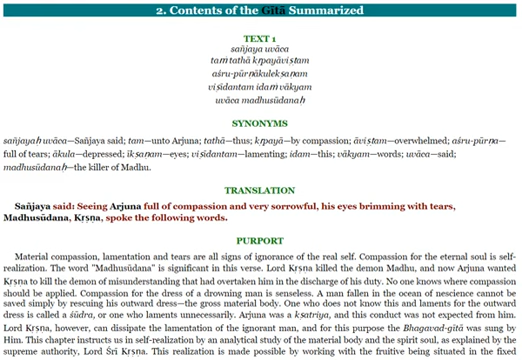 2. Contents of the Gītā Summarized
TEXT 1
sañjaya uvāca
taṁ tathā kṛpayāviṣṭam
aśru-pūrṇākulekṣaṇam
viṣīdantam idaṁ vākyam
uvāca madhusūdanaḥ
SYNONYMS
sañjayaḥ uvāca—Sañjaya said; tam—unto Arjuna; tathā—thus; kṛpayā—by compassion; āviṣṭam—overwhelmed; aśru-pūrṇa—
full of tears; ākula—depressed; īkṣaṇam—eyes; viṣīdantam—lamenting; idam—this; vākyam—words; uvāca—said;
madhusūdanaḥ—the killer of Madhu.
TRANSLATION
Sañjaya said: Seeing Arjuna full of compassion and very sorrowful, his eyes brimming with tears,
Madhusūdana, Kṛṣṇa, spoke the following words.
PURPORT
Material compassion, lamentation and tears are all signs of ignorance of the real self. Compassion for the eternal soul is self-
realization. The word "Madhusūdana" is significant in this verse. Lord Kṛṣṇa killed the demon Madhu, and now Arjuna wanted
Kṛṣṇa to kill the demon of misunderstanding that had overtaken him in the discharge of his duty. No one knows where compassion
should be applied. Compassion for the dress of a drowning man is senseless. A man fallen in the ocean of nescience cannot be
saved simply by rescuing his outward dress—the gross material body. One who does not know this and laments for the outward
dress is called a śūdra, or one who laments unnecessarily. Arjuna was a kṣatriya, and this conduct was not expected from him.
Lord Kṛṣṇa, however, can dissipate the lamentation of the ignorant man, and for this purpose the Bhagavad-gītā was sung by
Him. This chapter instructs us in self-realization by an analytical study of the material body and the spirit soul, as explained by the
supreme authority, Lord Śrī Kṛṣṇa. This realization is made possible by working with the fruitive being situated in the fixed